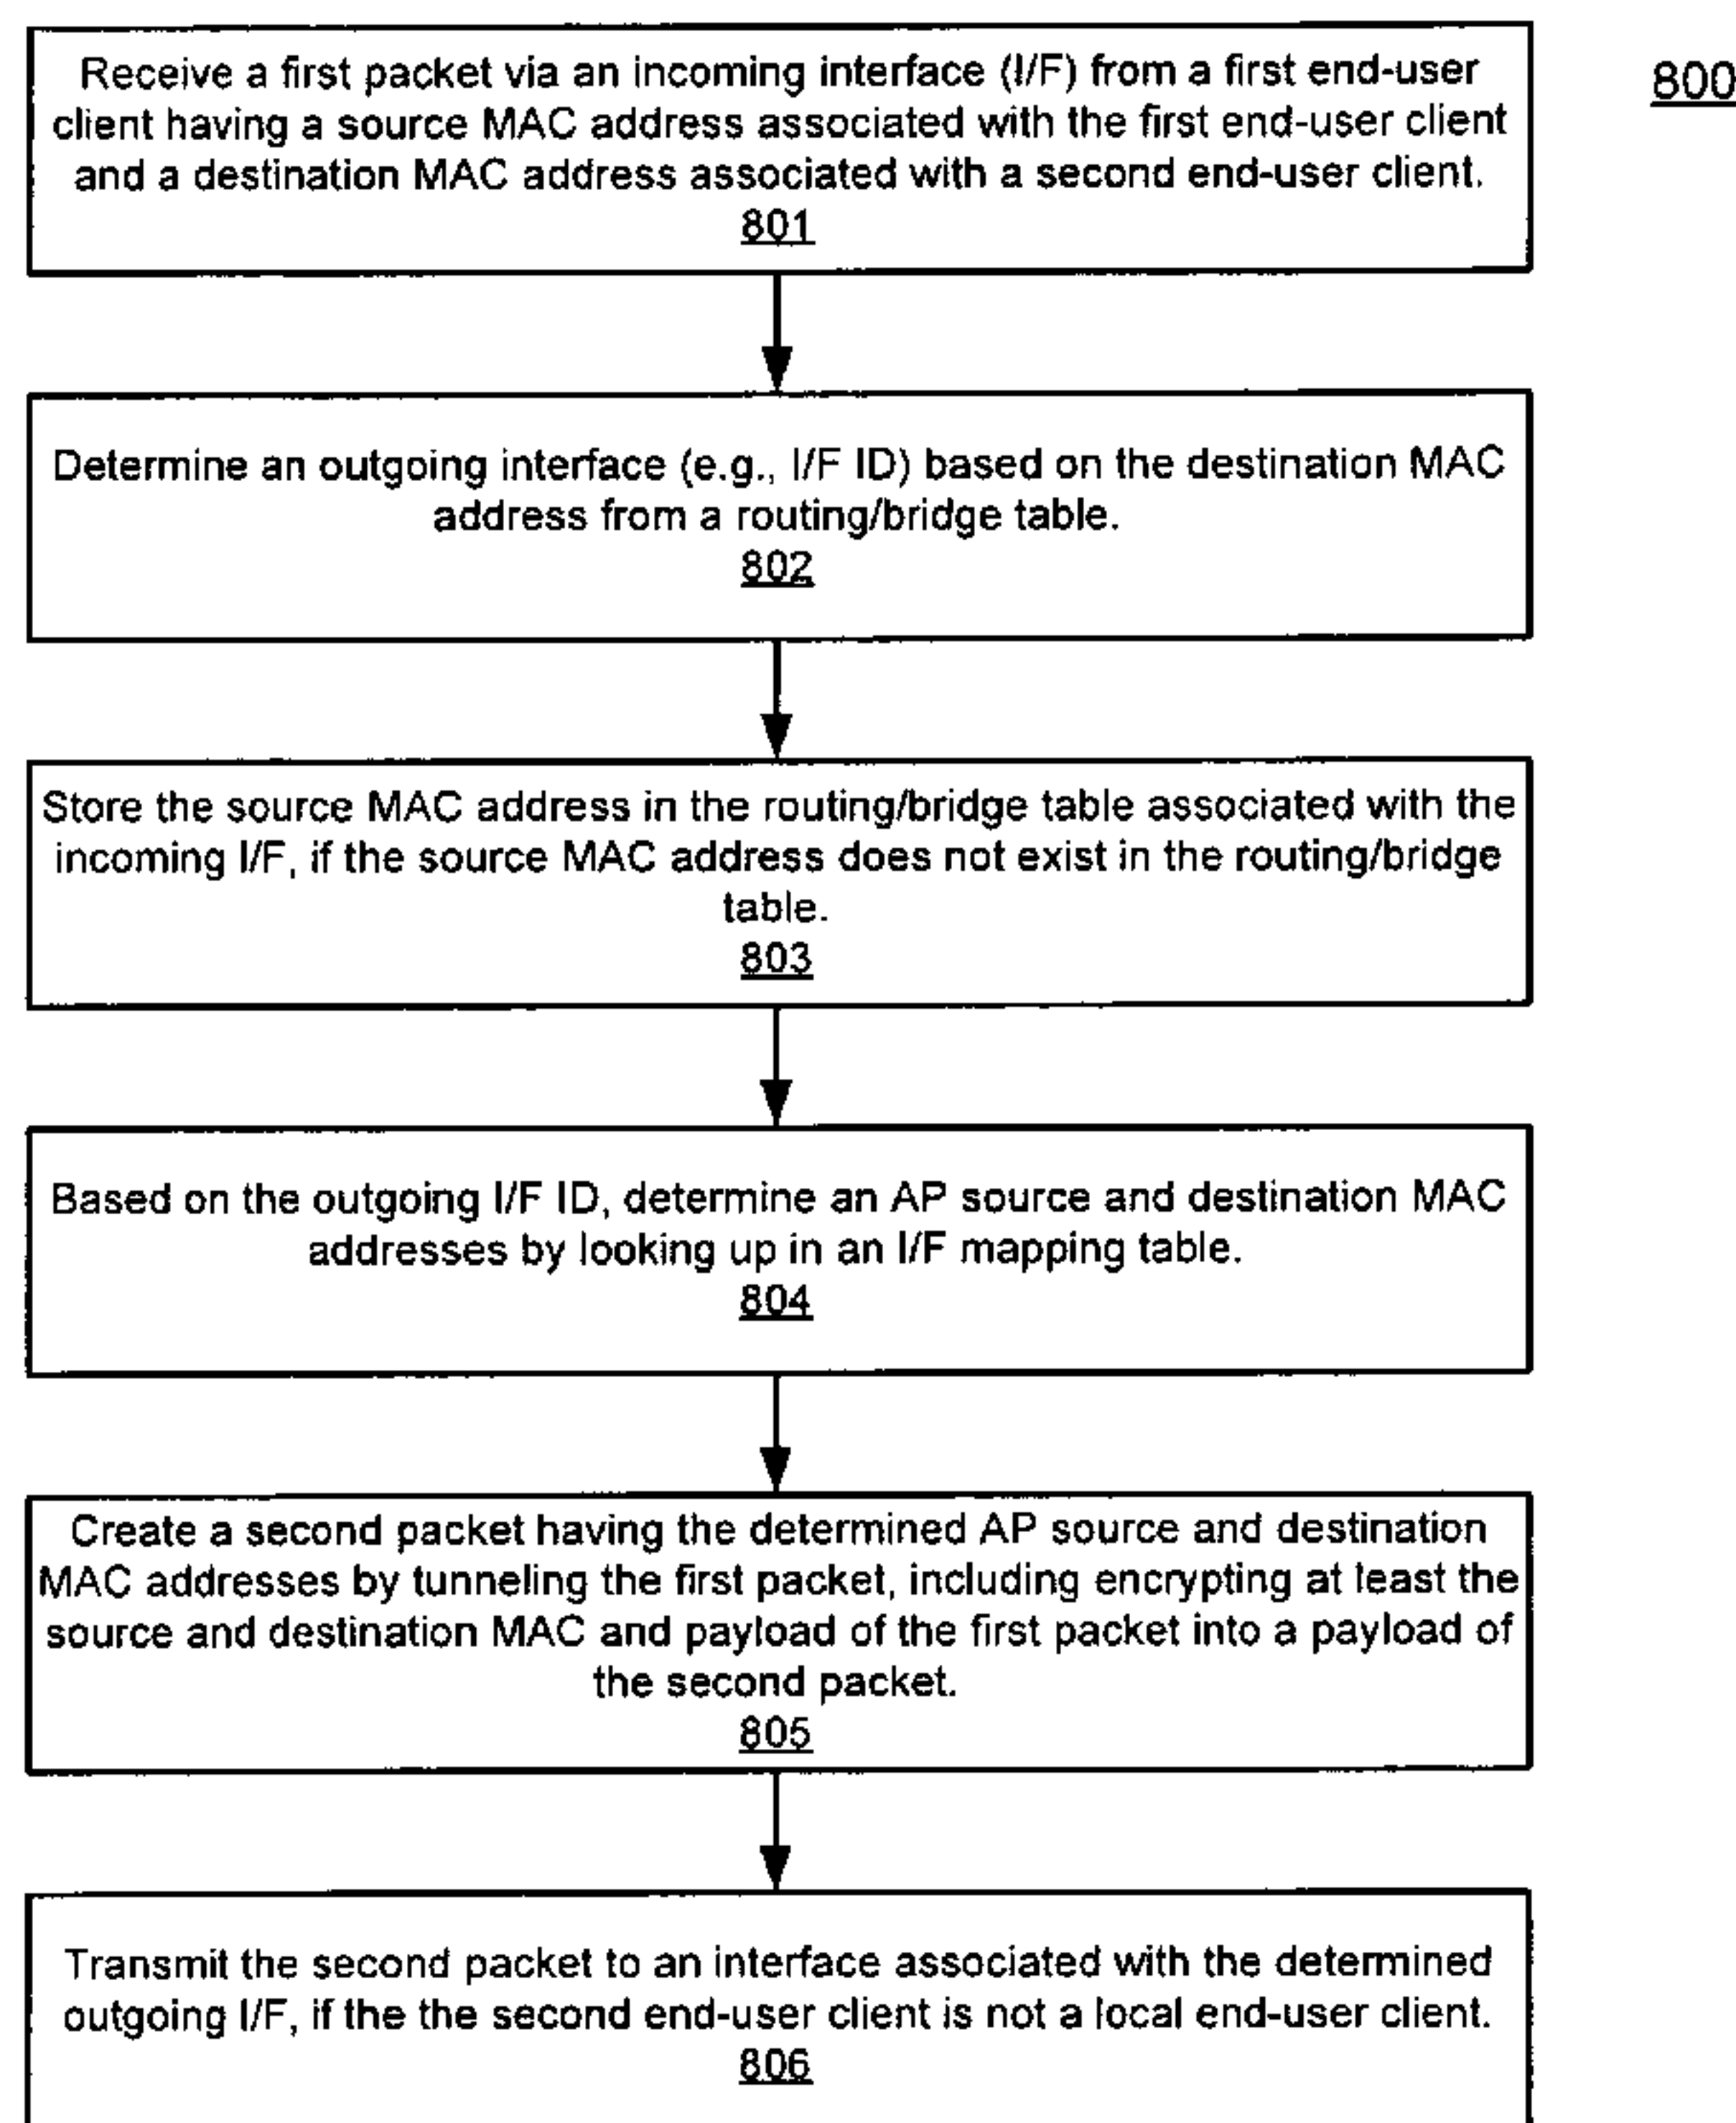 800
Receive a first packet via an incoming interface (I/F) from a first end-user
client having a source MAC address associated with the first end-user client
and a destination MAC address associated with a second end-user client.
801
Determine an outgoing interface (e.g., I/F ID) based on the destination MAC
address from a routing/bridge table.
802
Store the source MAC address in the routing/bridge table associated with the
incoming I/F, if the source MAC address does not exist in the routing/bridge
table.
803
Based on the outgoing I/F ID, determine an AP source and destination MAC
addresses by looking up in an I/F mapping table.
804
Create a second packet having the determined AP source and destination
MAC addresses by tunneling the first packet, including encrypting at least the
source and destination MAC and payload of the first packet into a payload of
the second packet.
805
Transmit the second packet to an interface associated with the determined
outgoing I/F, if the the second end-user client is not a local end-user client.
806